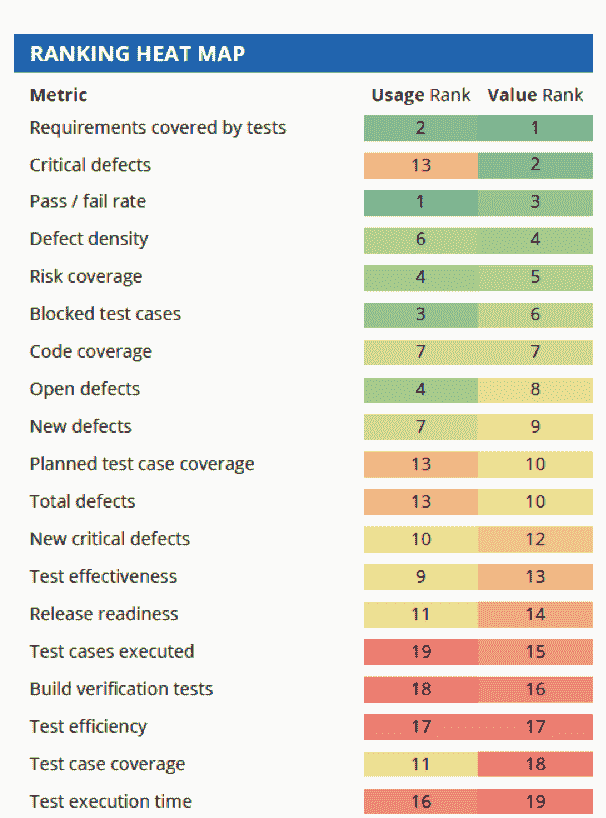 RANKING HEAT MAP
Metric Usage Rank Value Rank
Requirements covered by tests 2 1
Critical defects 13 2
Pass / fail rate 1 3
Defect density 6 4
Risk coverage 4 5
Blocked test cases 3 6
Code coverage 7 7
Open defects 4 8
New defects 7 9
Planned test case coverage 13 10
Total defects 13 10
New critical defects 10 12
Test effectiveness 9 13
Release readiness 11 14
Test cases executed 19 15
Build verification tests 18 16
Test efficiency 17 17
Test case coverage 11 18
Test execution time 16 19